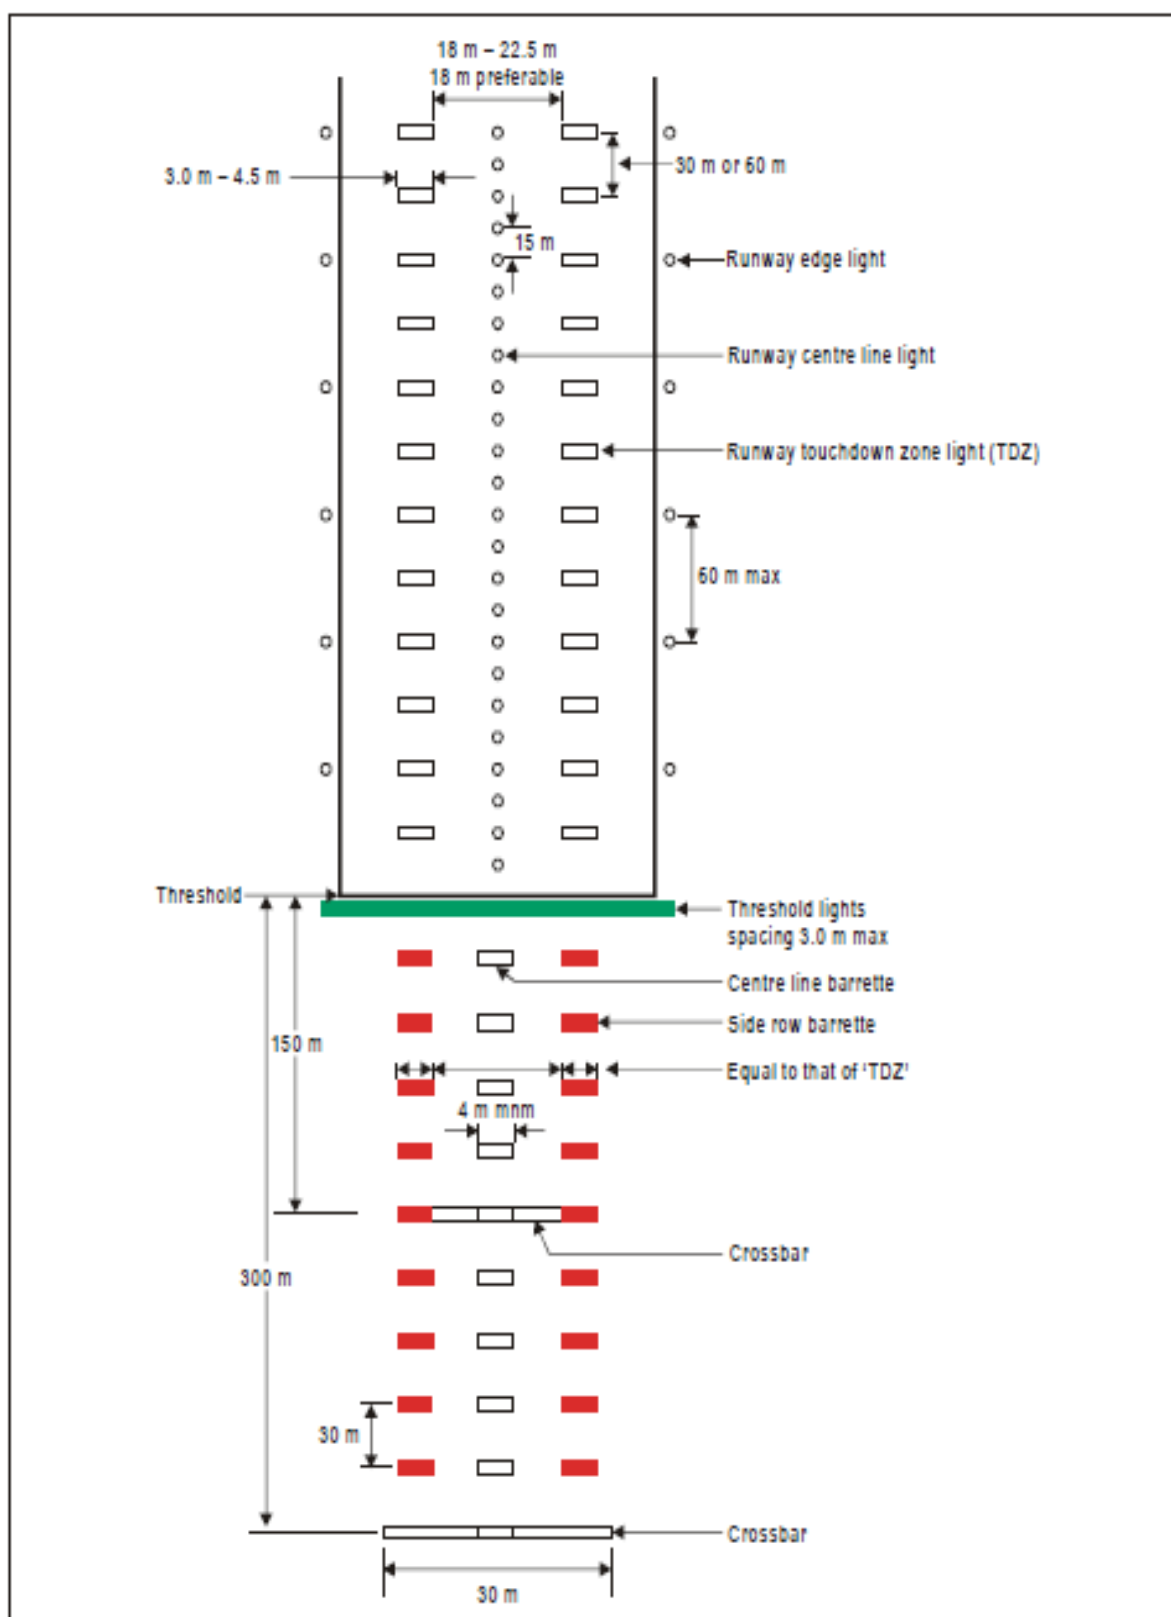 18 m – 22.5 m
18 m preferable
3.0 m – 4.5 m
30 m or 60 m
15 m
Runway edge light
Runway centre line light
Runway touchdown zone light (TDZ)
60 m max
Threshold
Threshold lights
spacing 3.0 m max
Centre line barrette
Side row barrette
150 m
Equal to that of ‘TDZ’
4 m mnm
Crossbar
300 m
30 m
Crossbar
30 m